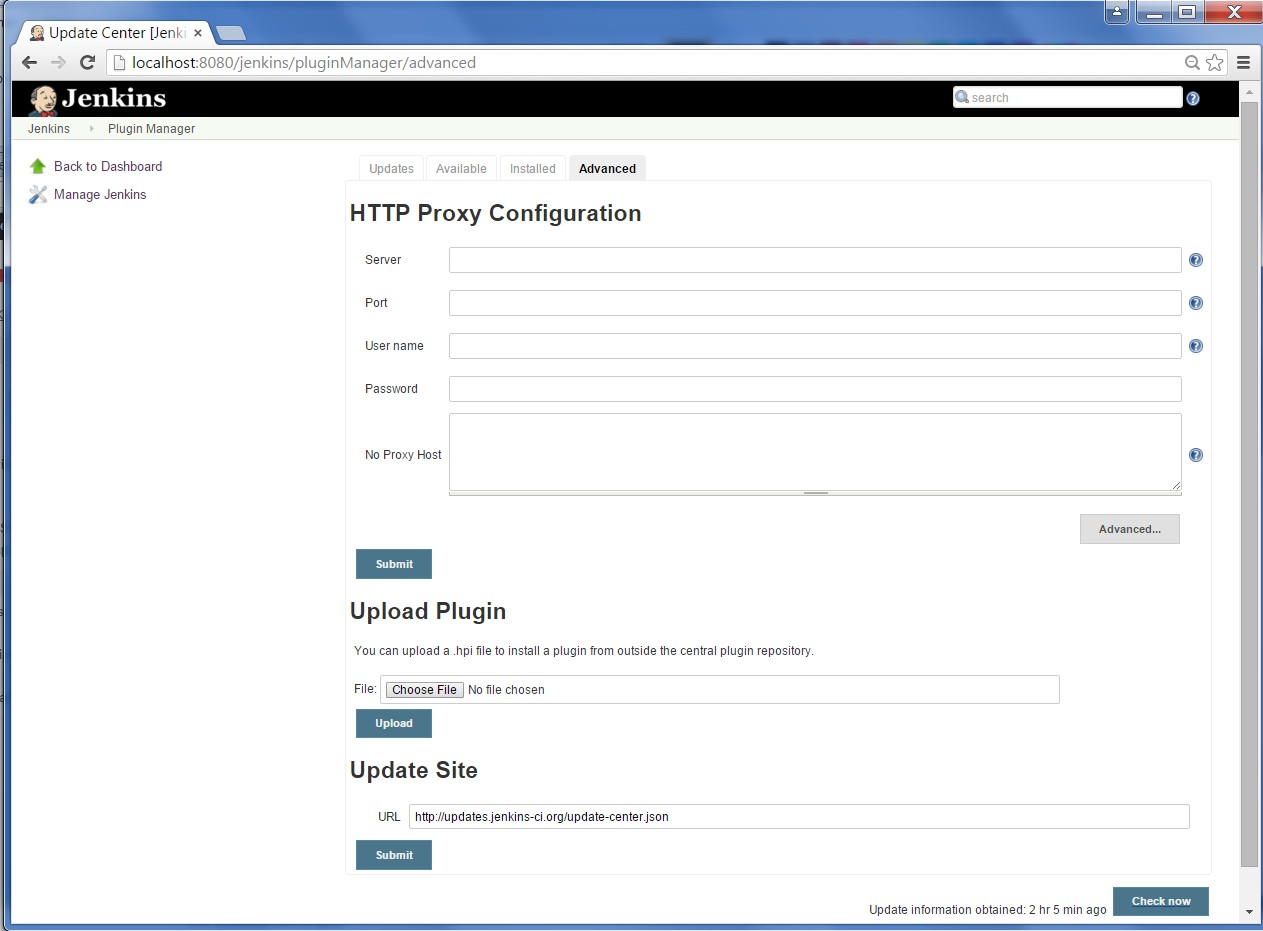 Update Center [Jenki
localhost:8080/jenkins/pluginManager/advanced
Jenkins
search
Jenkins Plugin Manager
Back to Dashboard
Manage Jenkins
Updates Available Installed Advanced
HTTP Proxy Configuration
Server
Port
User name
Password
No Proxy Host
Advanced...
Submit
Upload Plugin
You can upload a .hpi file to install a plugin from outside the central plugin repository.
File: Choose File No file chosen
Upload
Update Site
URL http://updates.jenkins-ci.org/update-center.json
Submit
Update information obtained: 2 hr 5 min ago Check now